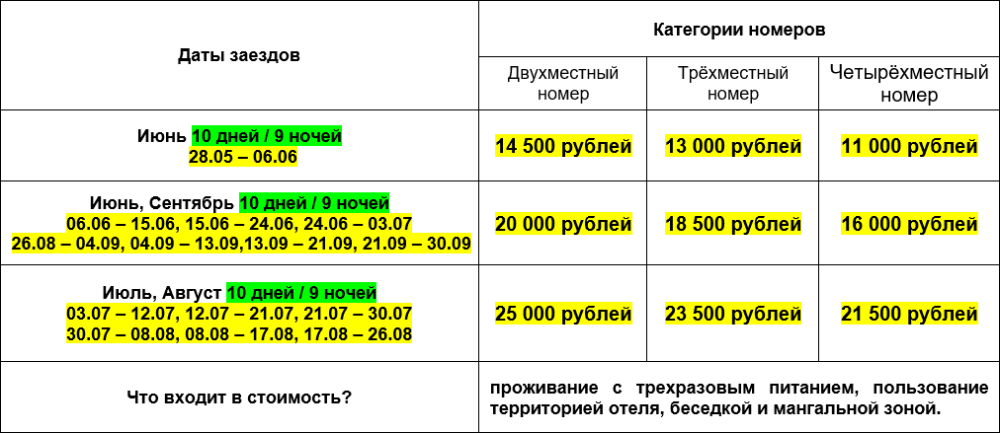 Даты заездов
Категории номеров
Двухместный
номер
Трёхместный
номер
Четырёхместный
номер
Июнь 10 дней / 9 ночей
28.05 – 06.06
14 500 рублей
13 000 рублей
11 000 рублей
Июнь, Сентябрь 10 дней / 9 ночей
06.06 – 15.06, 15.06 – 24.06, 24.06 – 03.07
26.08 – 04.09, 04.09 – 13.09,13.09 – 21.09, 21.09 – 30.09
20 000 рублей
18 500 рублей
16 000 рублей
Июль, Август 10 дней / 9 ночей
03.07 – 12.07, 12.07 – 21.07, 21.07 – 30.07
30.07 – 08.08, 08.08 – 17.08, 17.08 – 26.08
25 000 рублей
23 500 рублей
21 500 рублей
Что входит в стоимость?
проживание с трехразовым питанием, пользование
территорией отеля, беседкой и мангальной зоной.